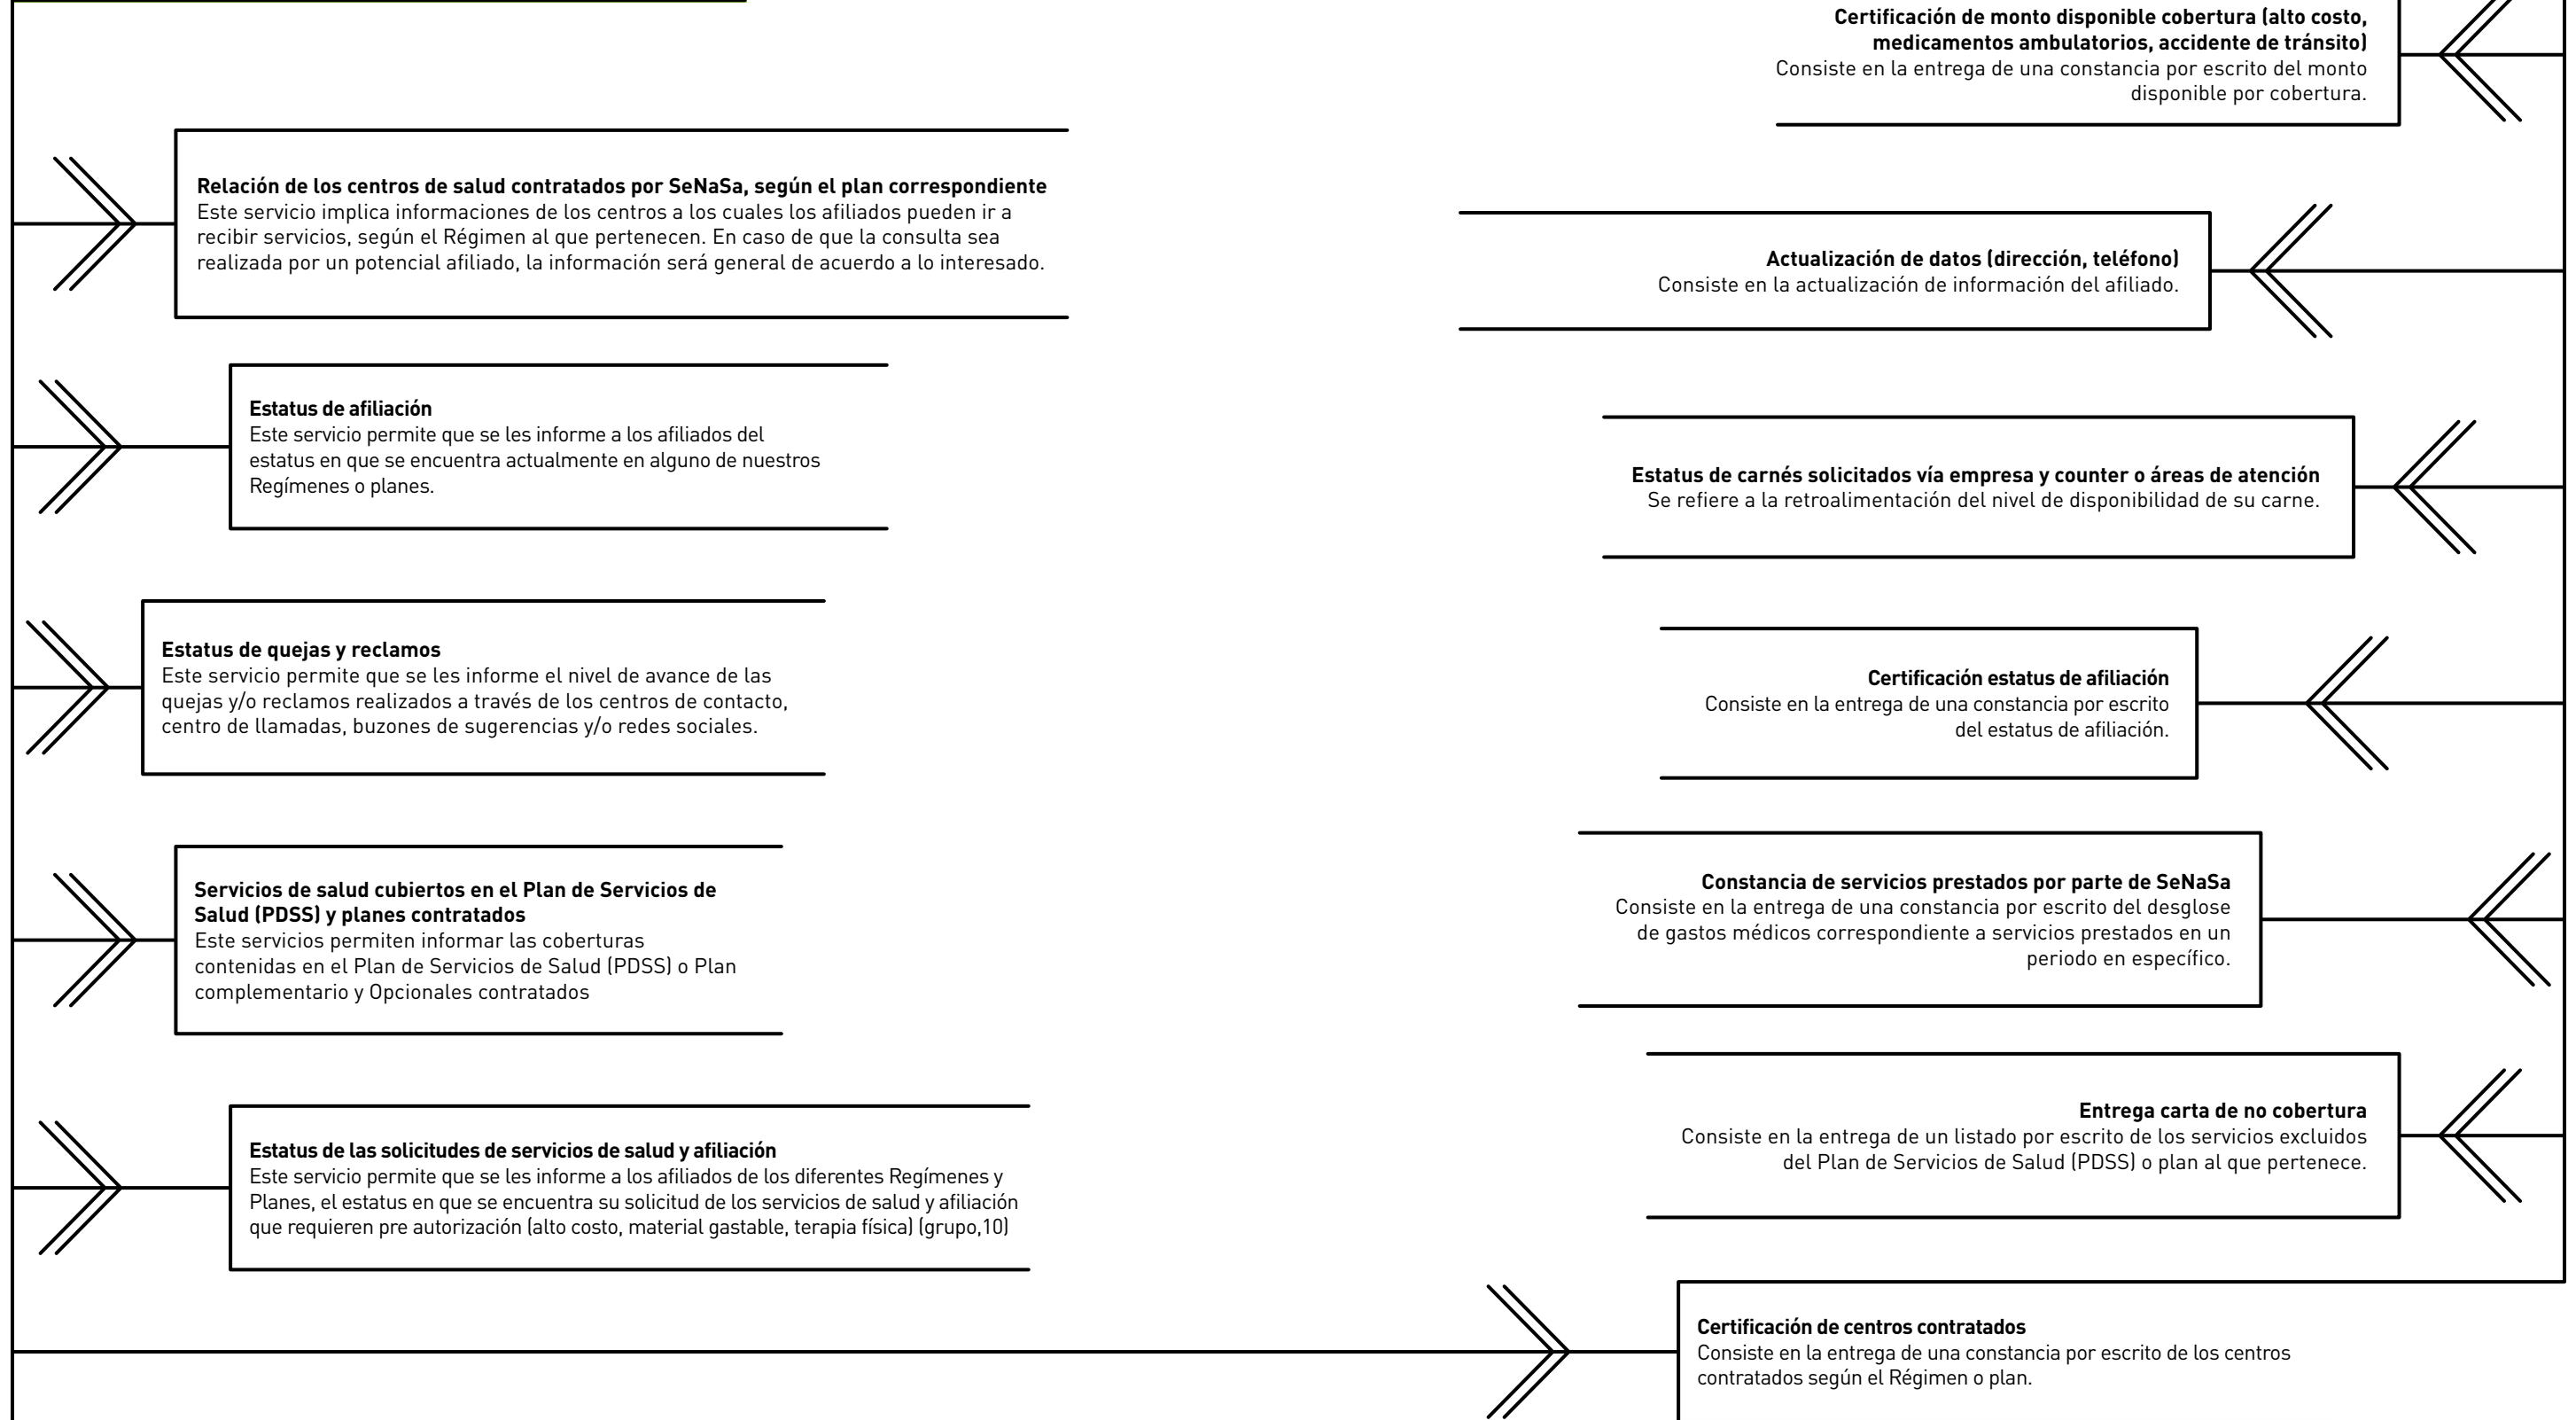 Relación de los centros de salud contratados por SeNaSa, según el plan correspondiente
Este servicio implica informaciones de los centros a los cuales los afiliados pueden ir a
recibir servicios, según el Régimen al que pertenecen. En caso de que la consulta sea
realizada por un potencial afiliado, la información será general de acuerdo a lo interesado.
Estatus de afiliación
Este servicio permite que se les informe a los afiliados del
estatus en que se encuentra actualmente en alguno de nuestros
Regímenes o planes.
Estatus de quejas y reclamos
Este servicio permite que se les informe el nivel de avance de las
quejas y/o reclamos realizados a través de los centros de contacto,
centro de llamadas, buzones de sugerencias y/o redes sociales.
Servicios de salud cubiertos en el Plan de Servicios de
Salud (PDSS) y planes contratados
Este servicios permiten informar las coberturas
contenidas en el Plan de Servicios de Salud (PDSS) o Plan
complementario y Opcionales contratados
Estatus de las solicitudes de servicios de salud y afiliación
Este servicio permite que se les informe a los afiliados de los diferentes Regímenes y
Planes, el estatus en que se encuentra su solicitud de los servicios de salud y afiliación
que requieren pre autorización (alto costo, material gastable, terapia física) (grupo,10)
Certificación de monto disponible cobertura (alto costo,
medicamentos ambulatorios, accidente de tránsito)
Consiste en la entrega de una constancia por escrito del monto
disponible por cobertura.
Actualización de datos (dirección, teléfono)
Consiste en la actualización de información del afiliado.
Estatus de carnés solicitados vía empresa y counter o áreas de atención
Se refiere a la retroalimentación del nivel de disponibilidad de su carne.
Certificación estatus de afiliación
Consiste en la entrega de una constancia por escrito
del estatus de afiliación.
Constancia de servicios prestados por parte de SeNaSa
Consiste en la entrega de una constancia por escrito del desglose
de gastos médicos correspondiente a servicios prestados en un
periodo en específico.
Entrega carta de no cobertura
Consiste en la entrega de un listado por escrito de los servicios excluidos
del Plan de Servicios de Salud (PDSS) o plan al que pertenece.
Certificación de centros contratados
Consiste en la entrega de una constancia por escrito de los centros
contratados según el Régimen o plan.